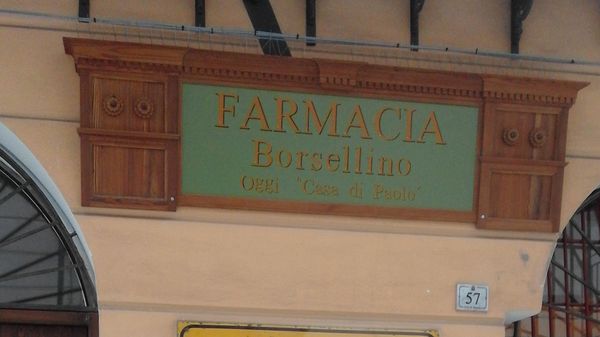 FARMACIA
Borsellino
Oggi "Casa di Paolo"
57